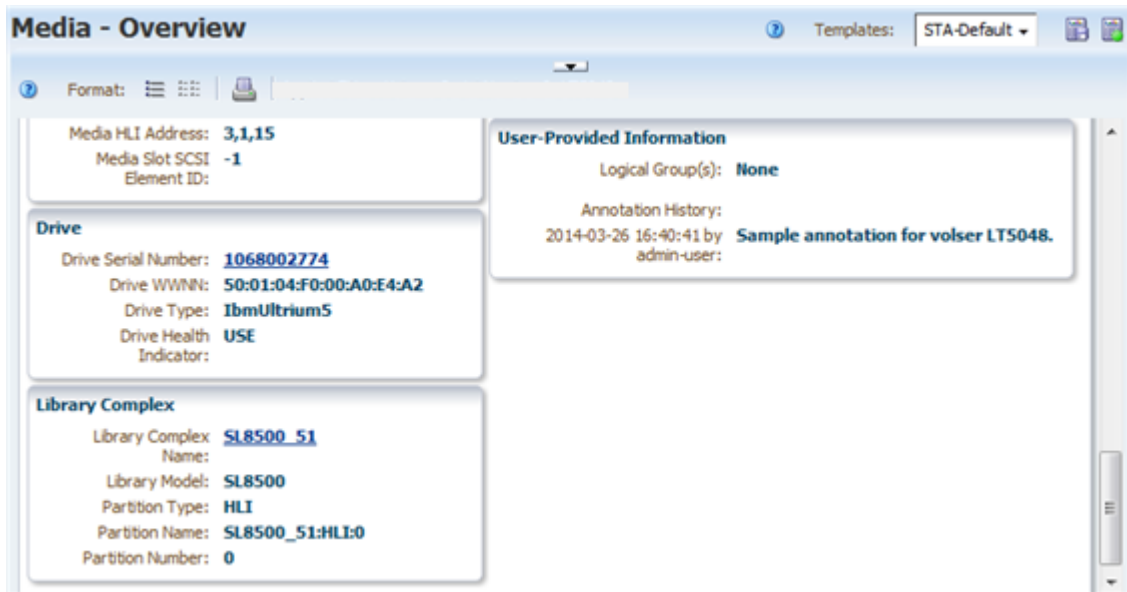 Media - Overview
Templates: STA-Default
Format:
Media HLI Address: 3,1,15
Media Slot SCSI -1
Element ID:
Drive
Drive Serial Number: 1068002774
Drive WWNN: 50:01:04:F0:00:A0:E4:A2
Drive Type: IbmUltrium5
Drive Health USE
Indicator:
Library Complex
Library Complex SL8500_51
Name:
Library Model: SL8500
Partition Type: HLI
Partition Name: SL8500_51:HLI:0
Partition Number: 0
User-Provided Information
Logical Group(s): None
Annotation History:
2014-03-26 16:40:41 by Sample annotation for volser LT5048.
admin-user: